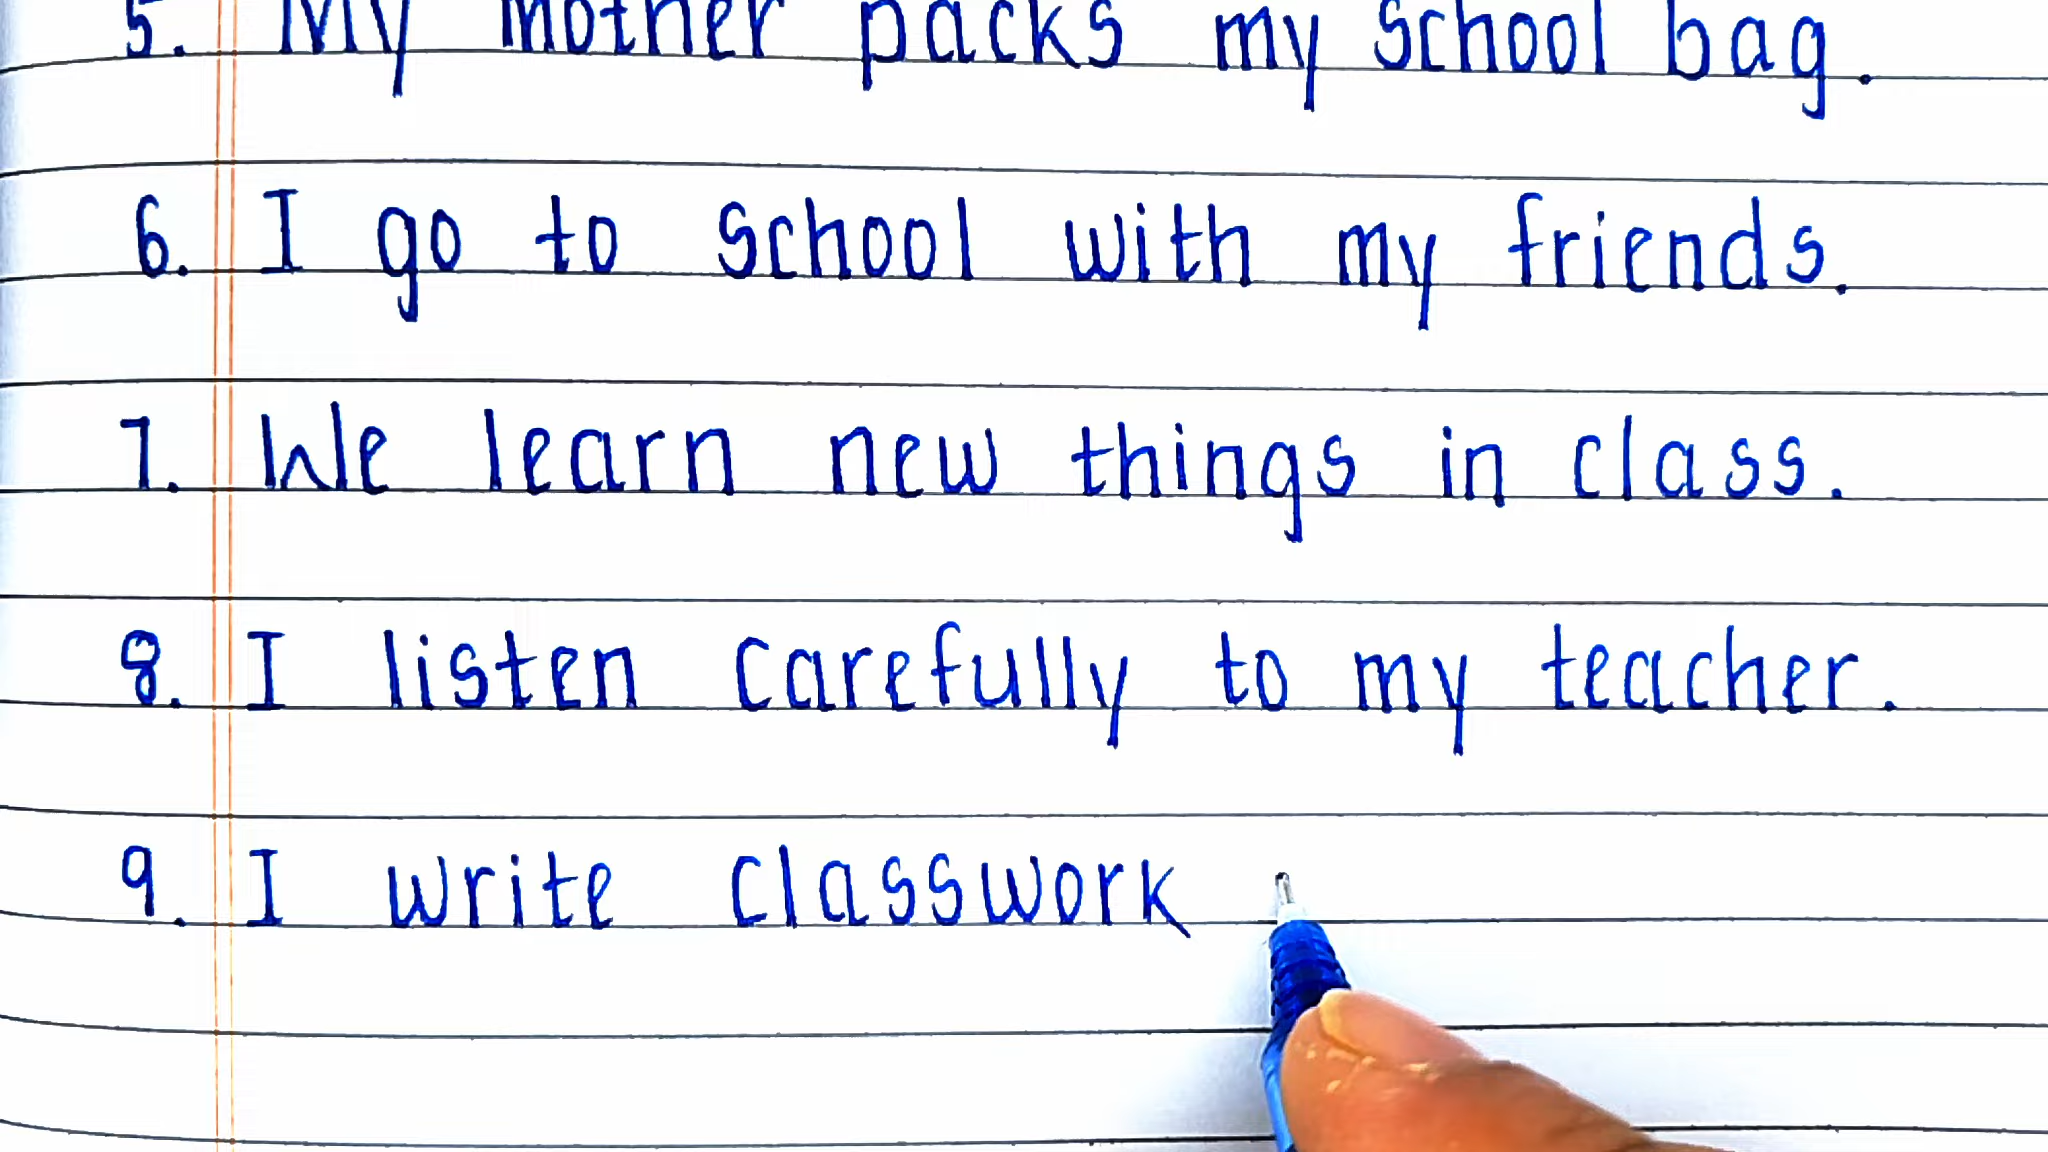 5. My mother packs my school bag.
6. I go to school with my friends.
7. We learn new things in class.
8. I listen carefully to my teacher.
9. I write classwork